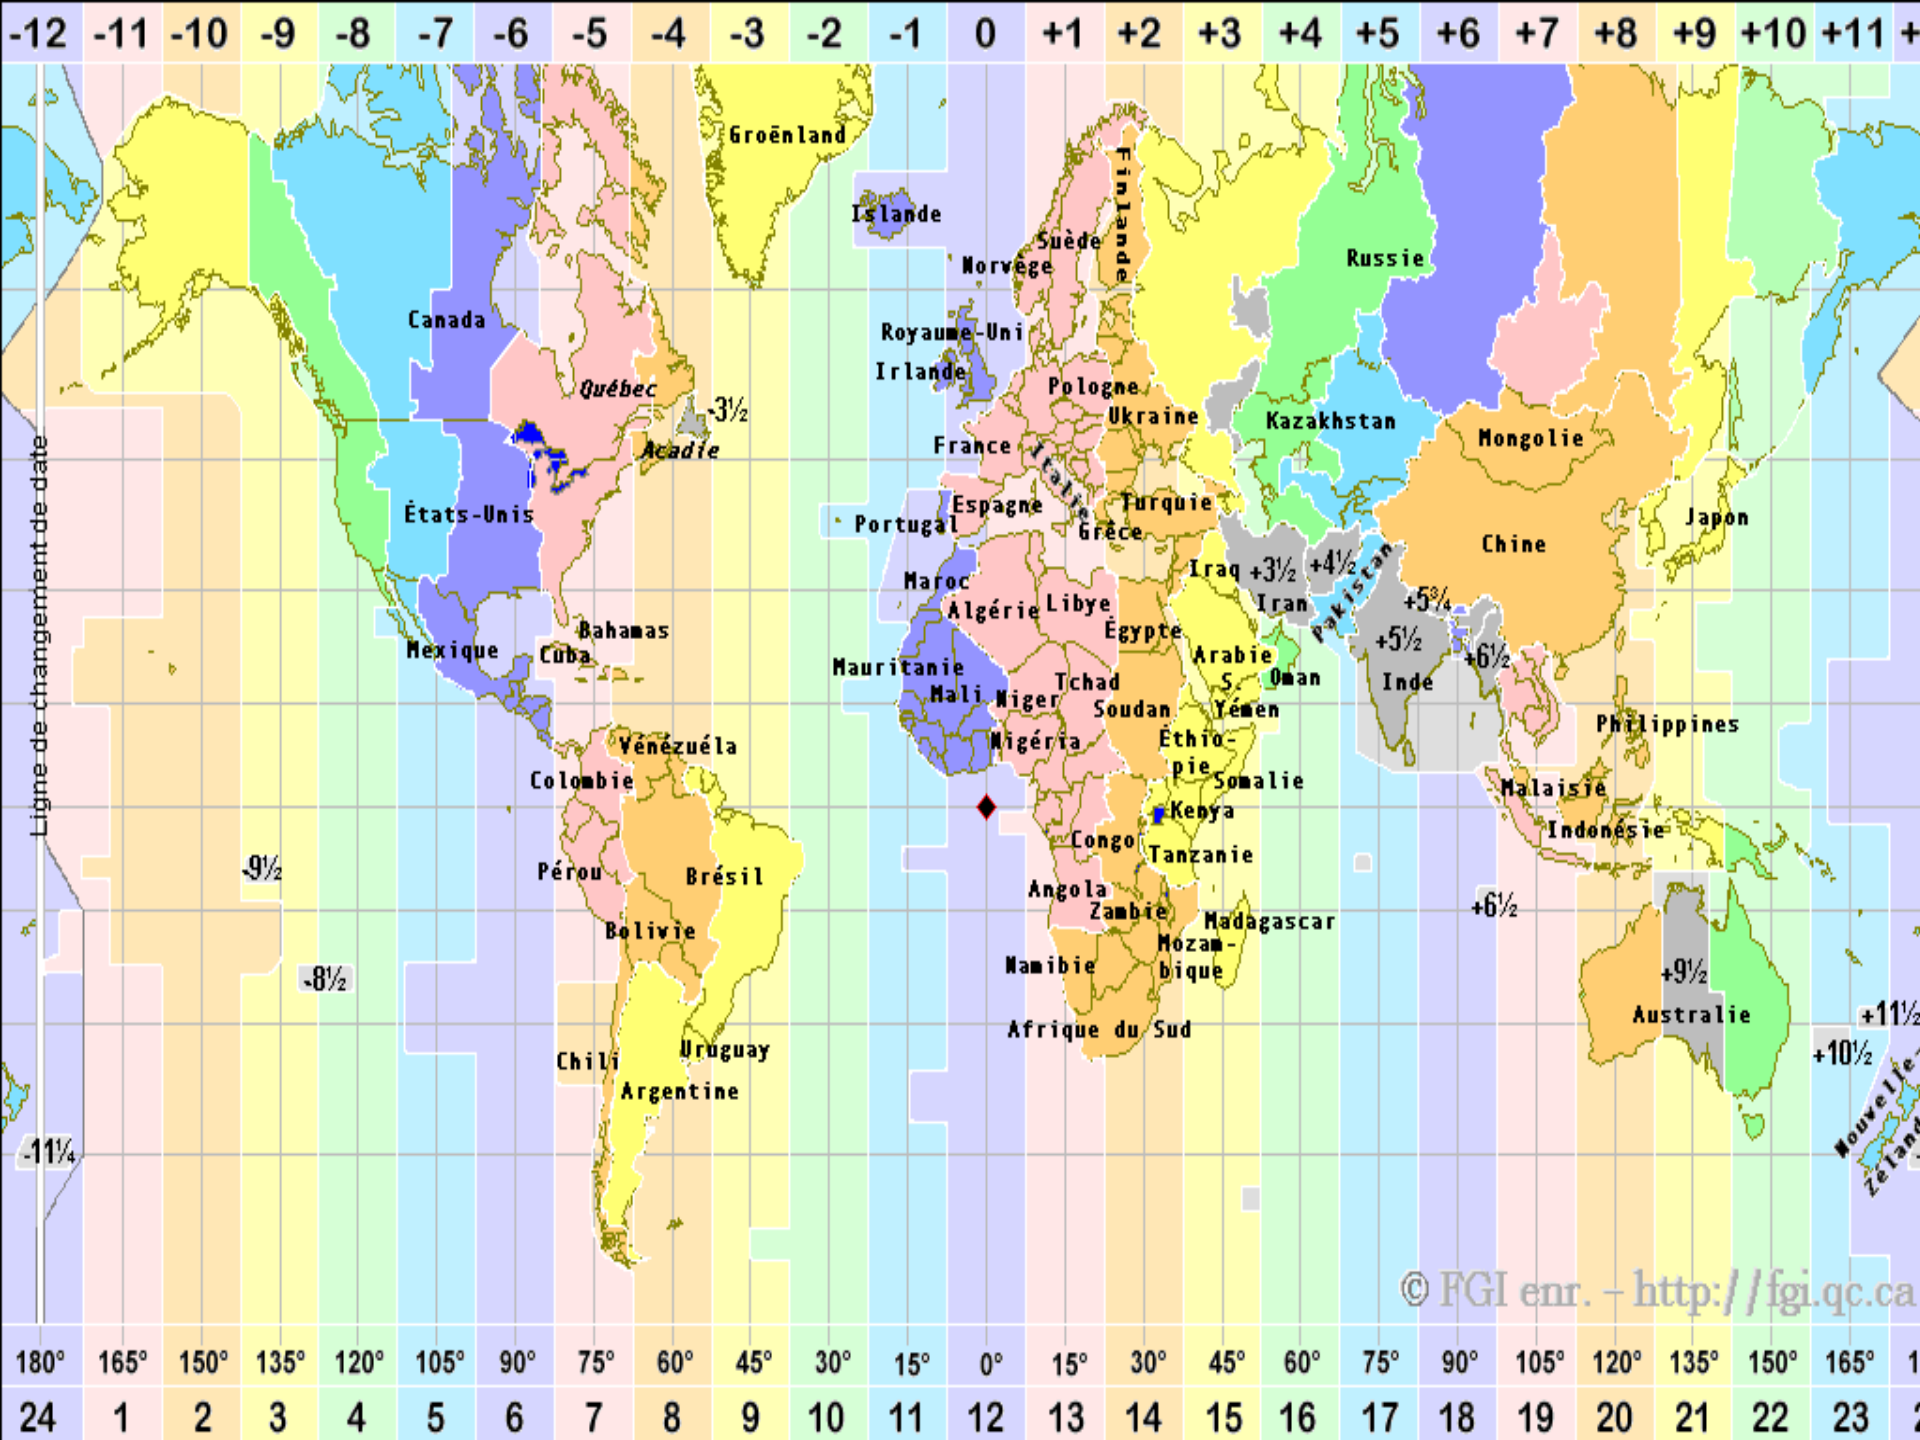 -12 -11 -10 -9 -8 -7 -6 -5 -4 -3 -2 -1 0 +1 +2 +3 +4 +5 +6 +7 +8 +9 +10 +11 +
Groënland
Finlande
Islande
Suède
Norvège
Russie
Canada
Royaume-Uni
Irlande
Québec
Pologne
-3½
Ukraine
Kazakhstan
Mongolie
Acadie
France
Italie
Ligne de changement de date
États-Unis
Espagne
Turquie
Portugal
Grèce
Japon
Chine
Maroc
Iraq
+3½
+4½
Pakistan
Iran
+5¾
Algérie
Libye
Bahamas
Égypte
+5½
Mexique
Cuba
Arabie
S.
+6½
Mauritanie
Oman
Inde
Mali
Niger
Tchad
Soudan
Yémen
Philippines
Vénézuéla
Nigéria
Éthio-
pie
Colombie
Somalie
Malaisie
Kenya
Indonésie
Congo
Tanzanie
-9½
Pérou
Brésil
Angola
Zambie
Madagascar
+6½
Bolivie
Mozam-
bique
Namibie
-8½
+9½
Australie
+11½
Afrique du Sud
Uruguay
Chili
+10½
Argentine
Nouvelle-
Zéland
-11¼
© FGI enr. – http://fgi.qc.ca
180° 165° 150° 135° 120° 105° 90° 75° 60° 45° 30° 15° 0° 15° 30° 45° 60° 75° 90° 105° 120° 135° 150° 165° 1
24 1 2 3 4 5 6 7 8 9 10 11 12 13 14 15 16 17 18 19 20 21 22 23 2